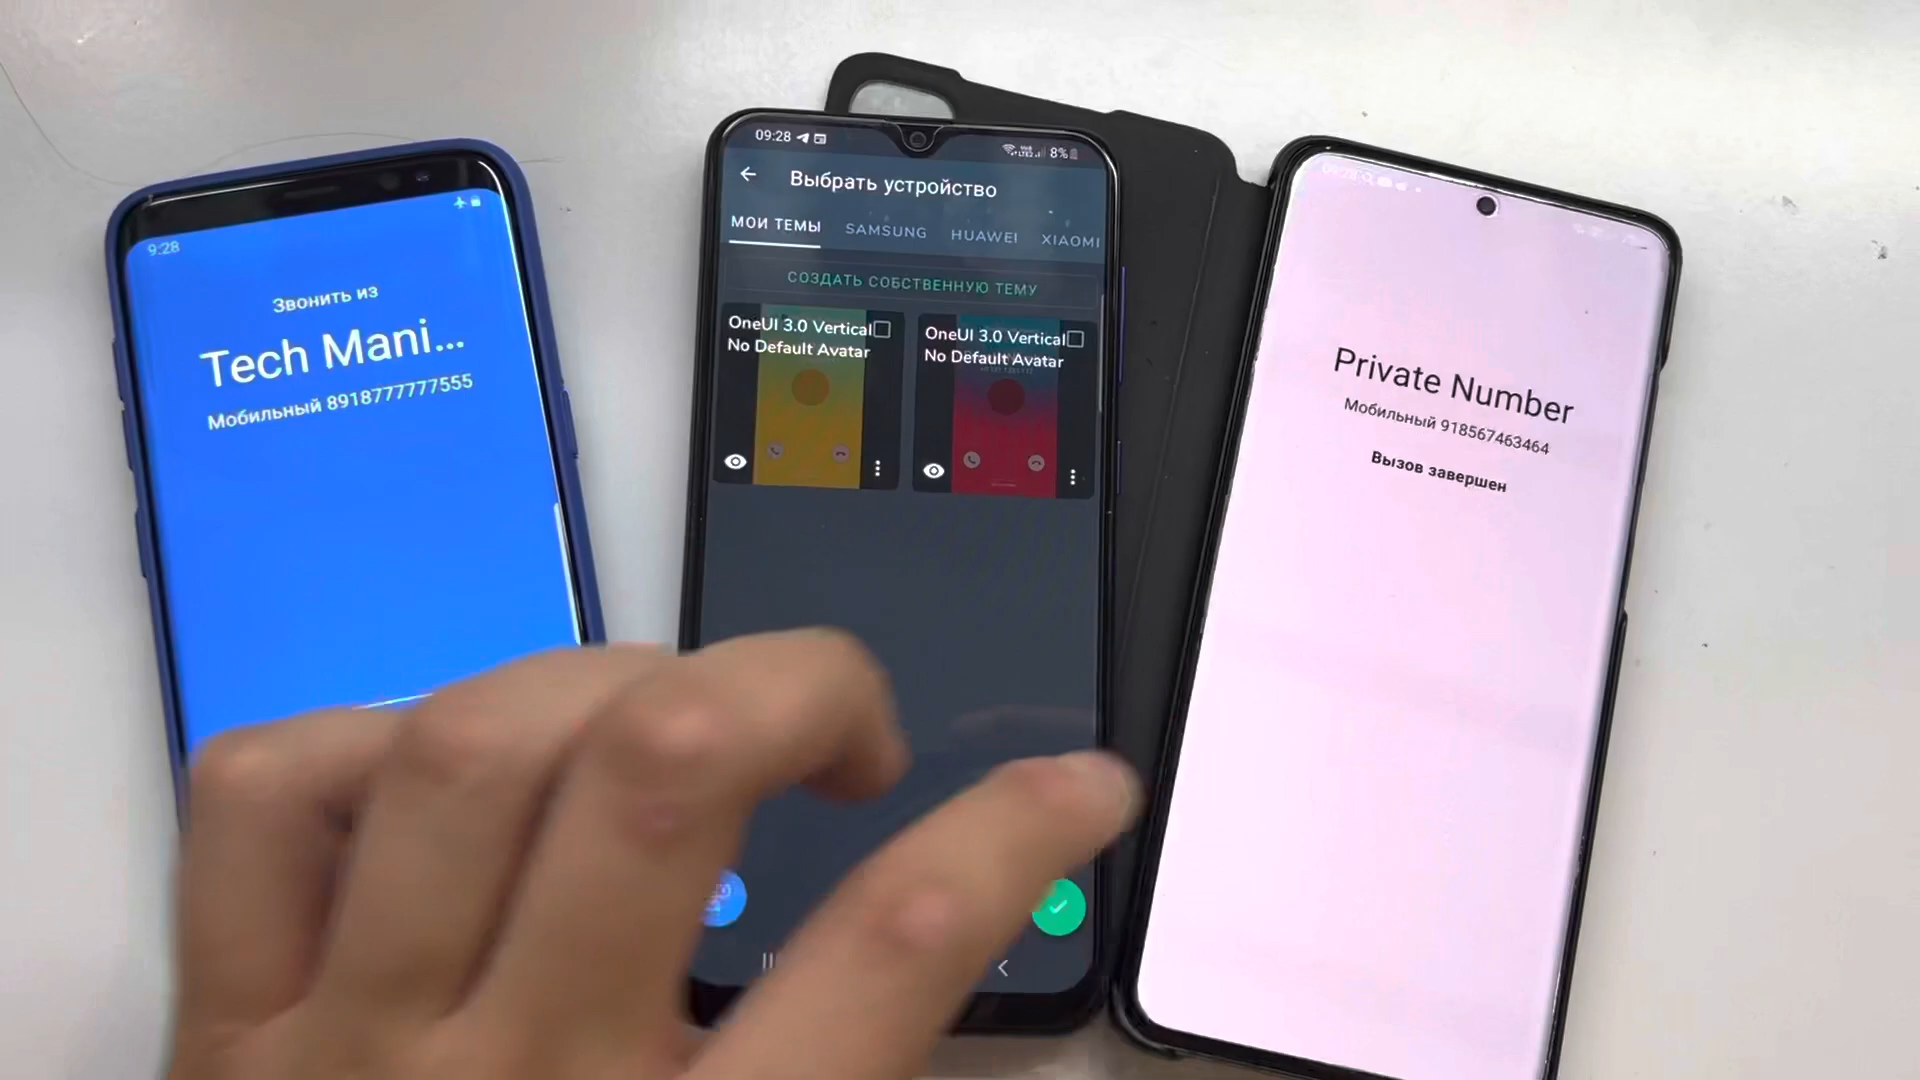 9:28
Звонить из
Tech Mani...
Мобильный 8918777777555
09:28
8%
Выбрать устройство
МОИ ТЕМЫ SAMSUNG HUAWEI XIAOMI
СОЗДАТЬ СОБСТВЕННУЮ ТЕМУ
OneUI 3.0 Vertical
No Default Avatar
OneUI 3.0 Vertical
No Default Avatar
Private Number
Мобильный 918567463464
Вызов завершен